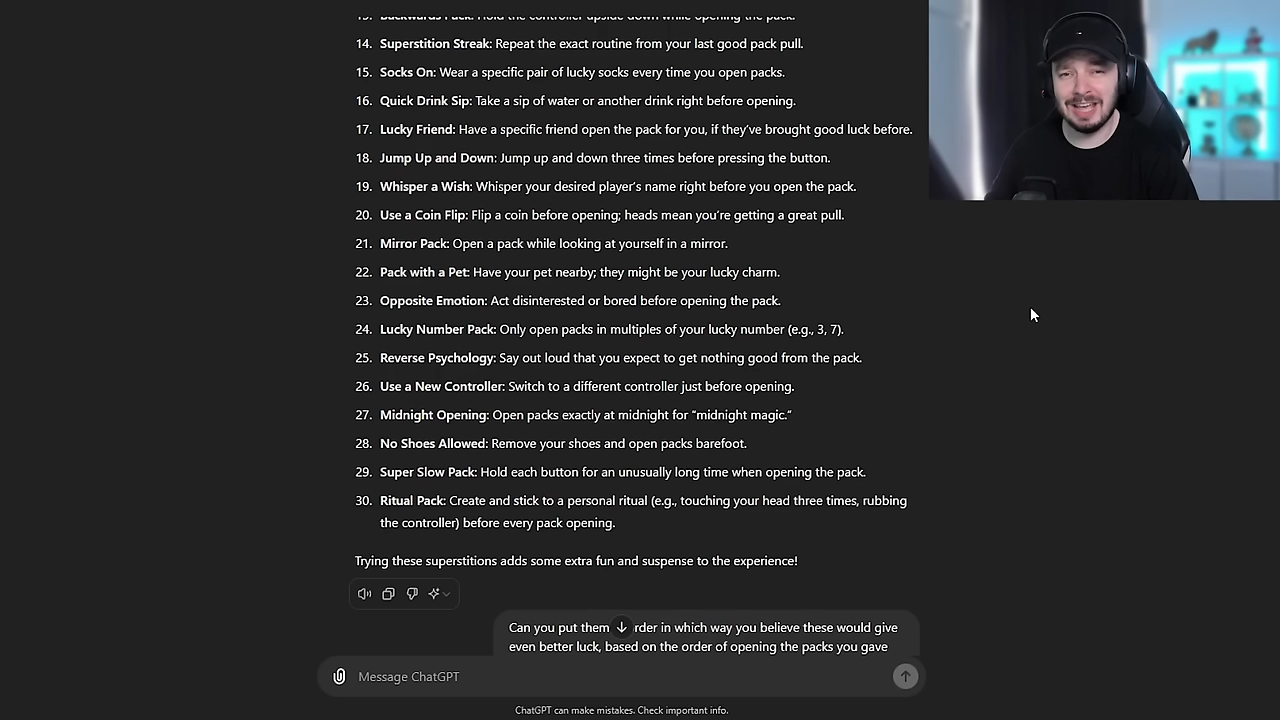 13. Backwards Pack: Hold the controller upside down while opening the pack.
14. Superstition Streak: Repeat the exact routine from your last good pack pull.
15. Socks On: Wear a specific pair of lucky socks every time you open packs.
16. Quick Drink Sip: Take a sip of water or another drink right before opening.
17. Lucky Friend: Have a specific friend open the pack for you, if they’ve brought good luck before.
18. Jump Up and Down: Jump up and down three times before pressing the button.
19. Whisper a Wish: Whisper your desired player’s name right before you open the pack.
20. Use a Coin Flip: Flip a coin before opening; heads mean you’re getting a great pull.
21. Mirror Pack: Open a pack while looking at yourself in a mirror.
22. Pack with a Pet: Have your pet nearby; they might be your lucky charm.
23. Opposite Emotion: Act disinterested or bored before opening the pack.
24. Lucky Number Pack: Only open packs in multiples of your lucky number (e.g., 3, 7).
25. Reverse Psychology: Say out loud that you expect to get nothing good from the pack.
26. Use a New Controller: Switch to a different controller just before opening.
27. Midnight Opening: Open packs exactly at midnight for “midnight magic.”
28. No Shoes Allowed: Remove your shoes and open packs barefoot.
29. Super Slow Pack: Hold each button for an unusually long time when opening the pack.
30. Ritual Pack: Create and stick to a personal ritual (e.g., touching your head three times, rubbing
the controller) before every pack opening.
Trying these superstitions adds some extra fun and suspense to the experience!
Can you put them rder in which way you believe these would give
even better luck, based on the order of opening the packs you gave
Message ChatGPT
ChatGPT can make mistakes. Check important info.